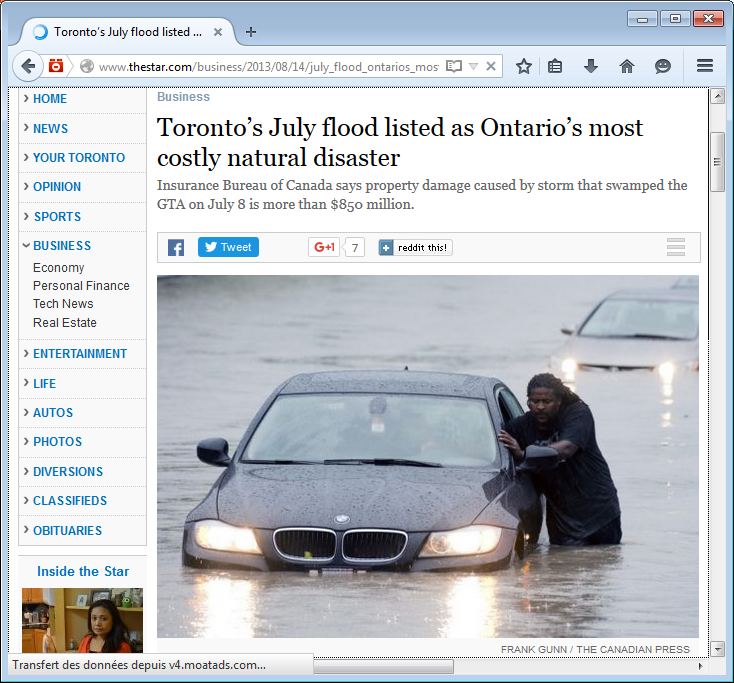 Toronto's July flood listed ...
www.thestar.com/business/2013/08/14/july_flood_ontarios_mos
HOME
NEWS
YOUR TORONTO
OPINION
SPORTS
BUSINESS
Economy
Personal Finance
Tech News
Real Estate
ENTERTAINMENT
LIFE
AUTOS
PHOTOS
DIVERSIONS
CLASSIFIEDS
OBITUARIES
Inside the Star
Business
Toronto’s July flood listed as Ontario’s most
costly natural disaster
Insurance Bureau of Canada says property damage caused by storm that swamped the
GTA on July 8 is more than $850 million.
Tweet G+1 7 reddit this!
FRANK GUNN / THE CANADIAN PRESS
Transfert des données depuis v4.moatads.com...